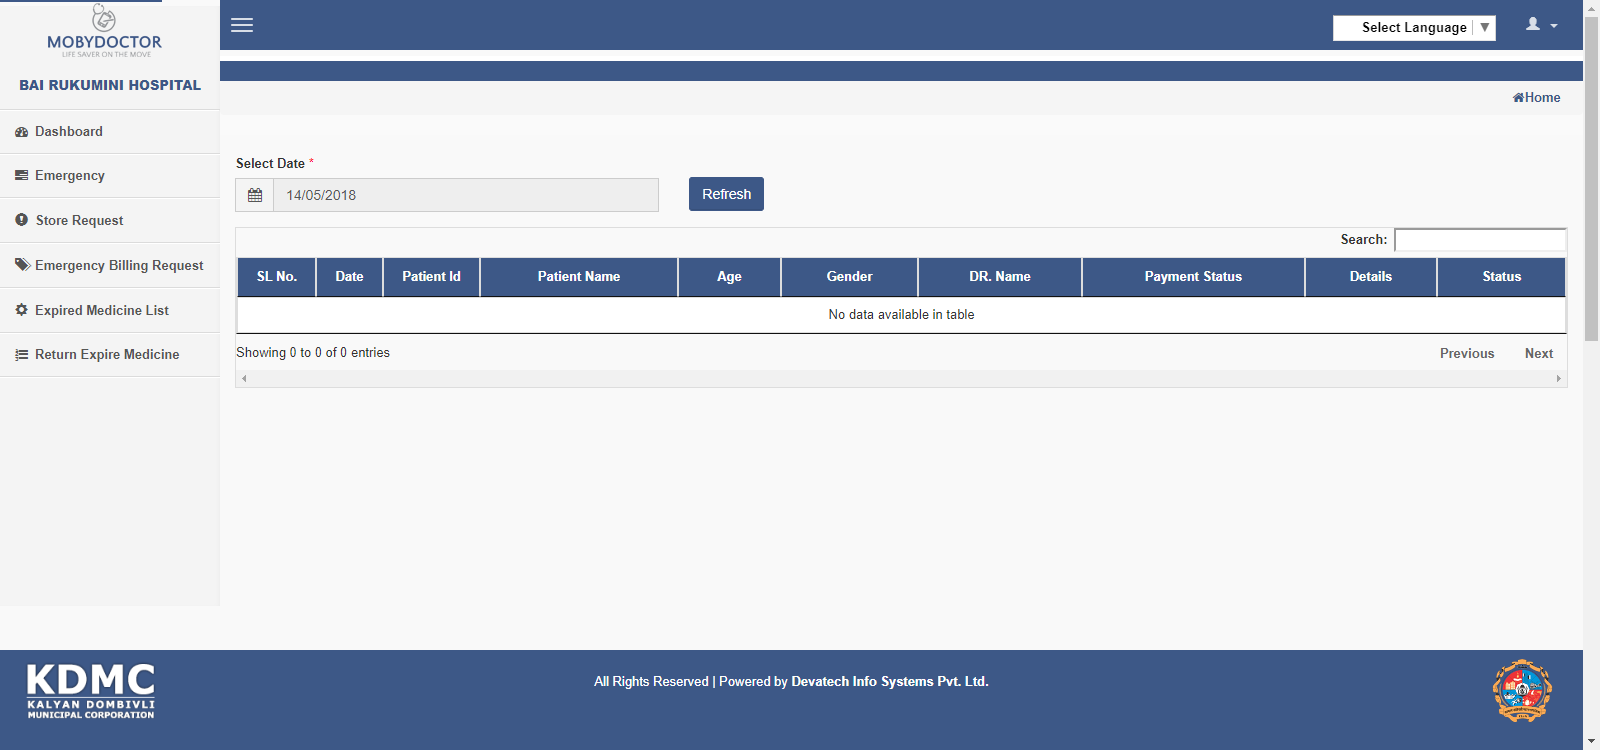 MOBYDOCTOR
LIFE SAVER ON THE MOVE
BAI RUKUMINI HOSPITAL
Dashboard
Emergency
Store Request
Emergency Billing Request
Expired Medicine List
Return Expire Medicine
Select Language ▼
Home
Select Date *
14/05/2018
Refresh
Search:
SL No. Date Patient Id Patient Name Age Gender DR. Name Payment Status Details Status
No data available in table
Showing 0 to 0 of 0 entries
Previous Next
KDMC
KALYAN DOMBIVLI
MUNICIPAL CORPORATION
All Rights Reserved | Powered by Devatech Info Systems Pvt. Ltd.